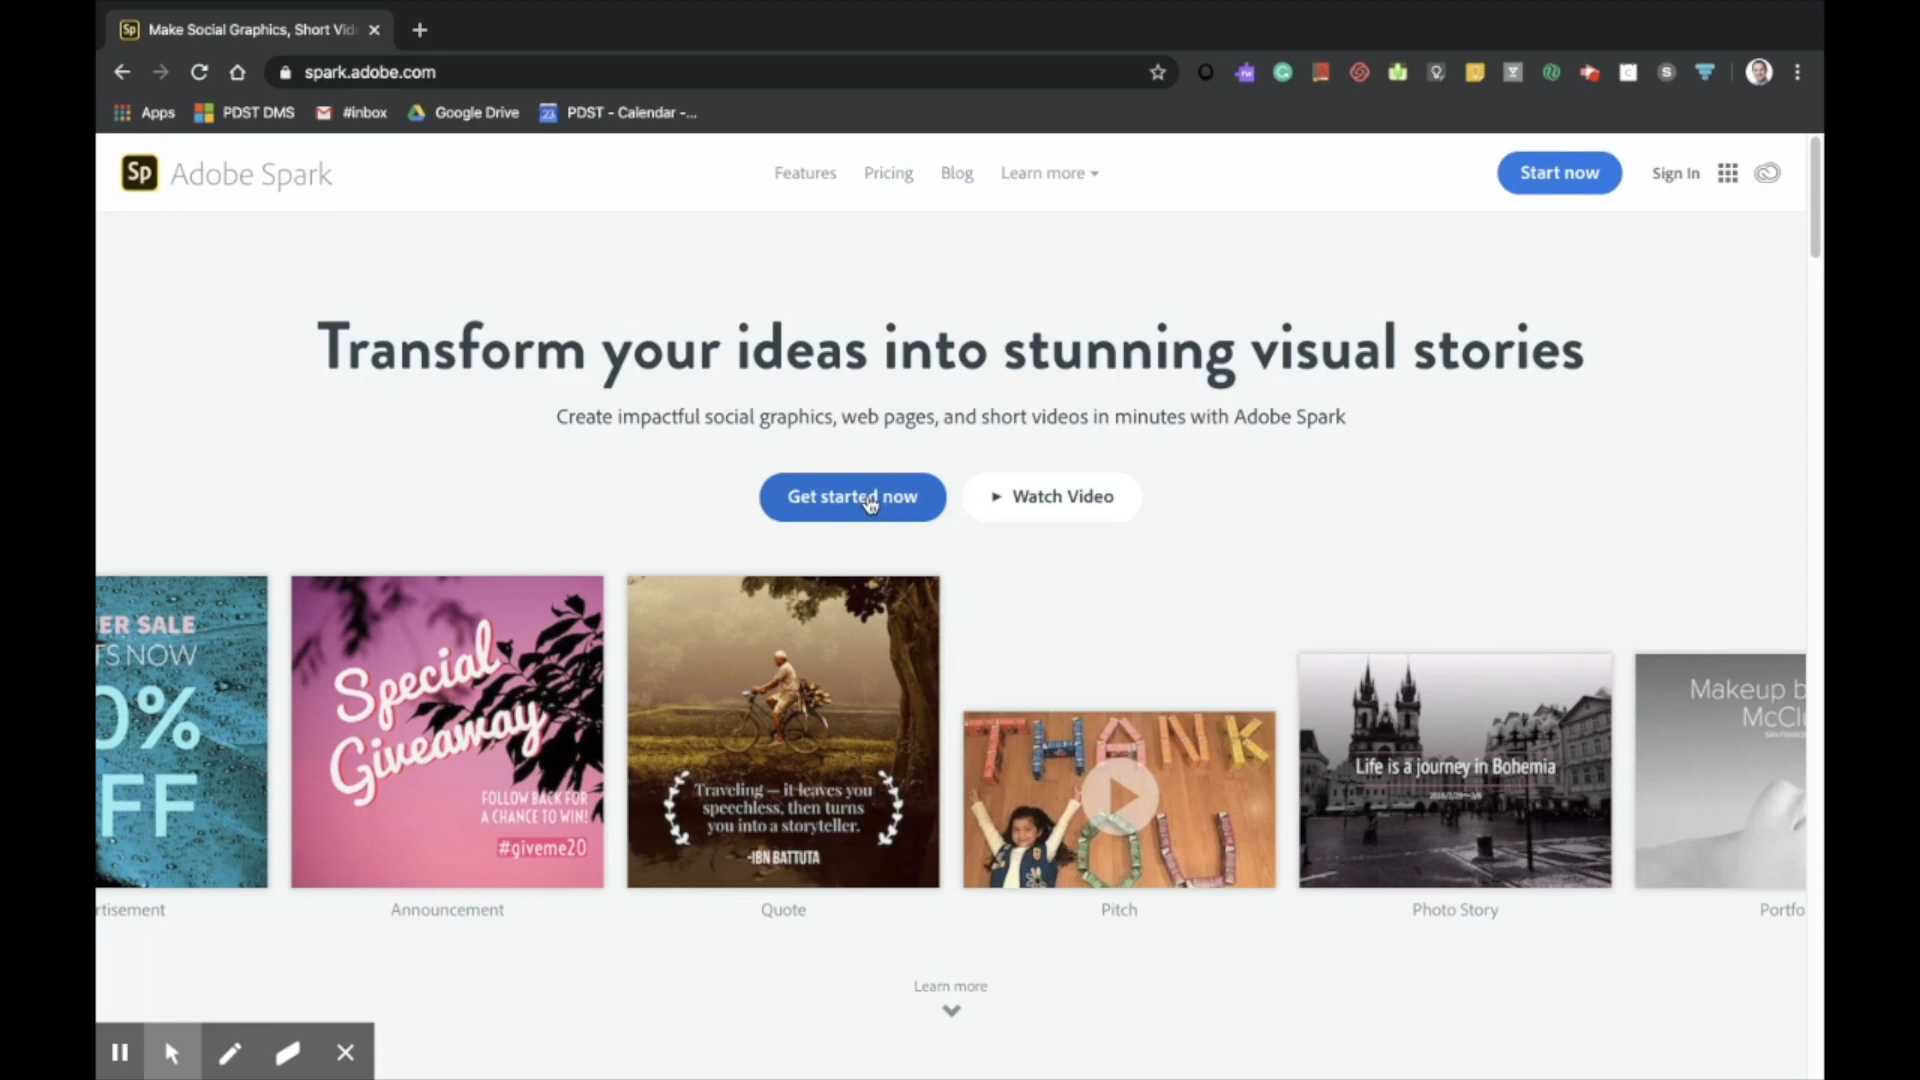 Sp Make Social Graphics, Short Vid
spark.adobe.com
Apps PDST DMS #inbox Google Drive 23 PDST - Calendar -...
Sp Adobe Spark Features Pricing Blog Learn more Start now Sign In
Transform your ideas into stunning visual stories
Create impactful social graphics, web pages, and short videos in minutes with Adobe Spark
Get started now Watch Video
ER SALE
TS NOW
0%
FF
Special
Giveaway
FOLLOW BACK FOR
A CHANCE TO WIN!
#giveme20
Traveling — it leaves you
speechless, then turns
you into a storyteller.
-IBN BATTUTA
THANK
YOU
Life is a journey in Bohemia
Makeup b
McCl
rtisement Announcement Quote Pitch Photo Story Portfo
Learn more